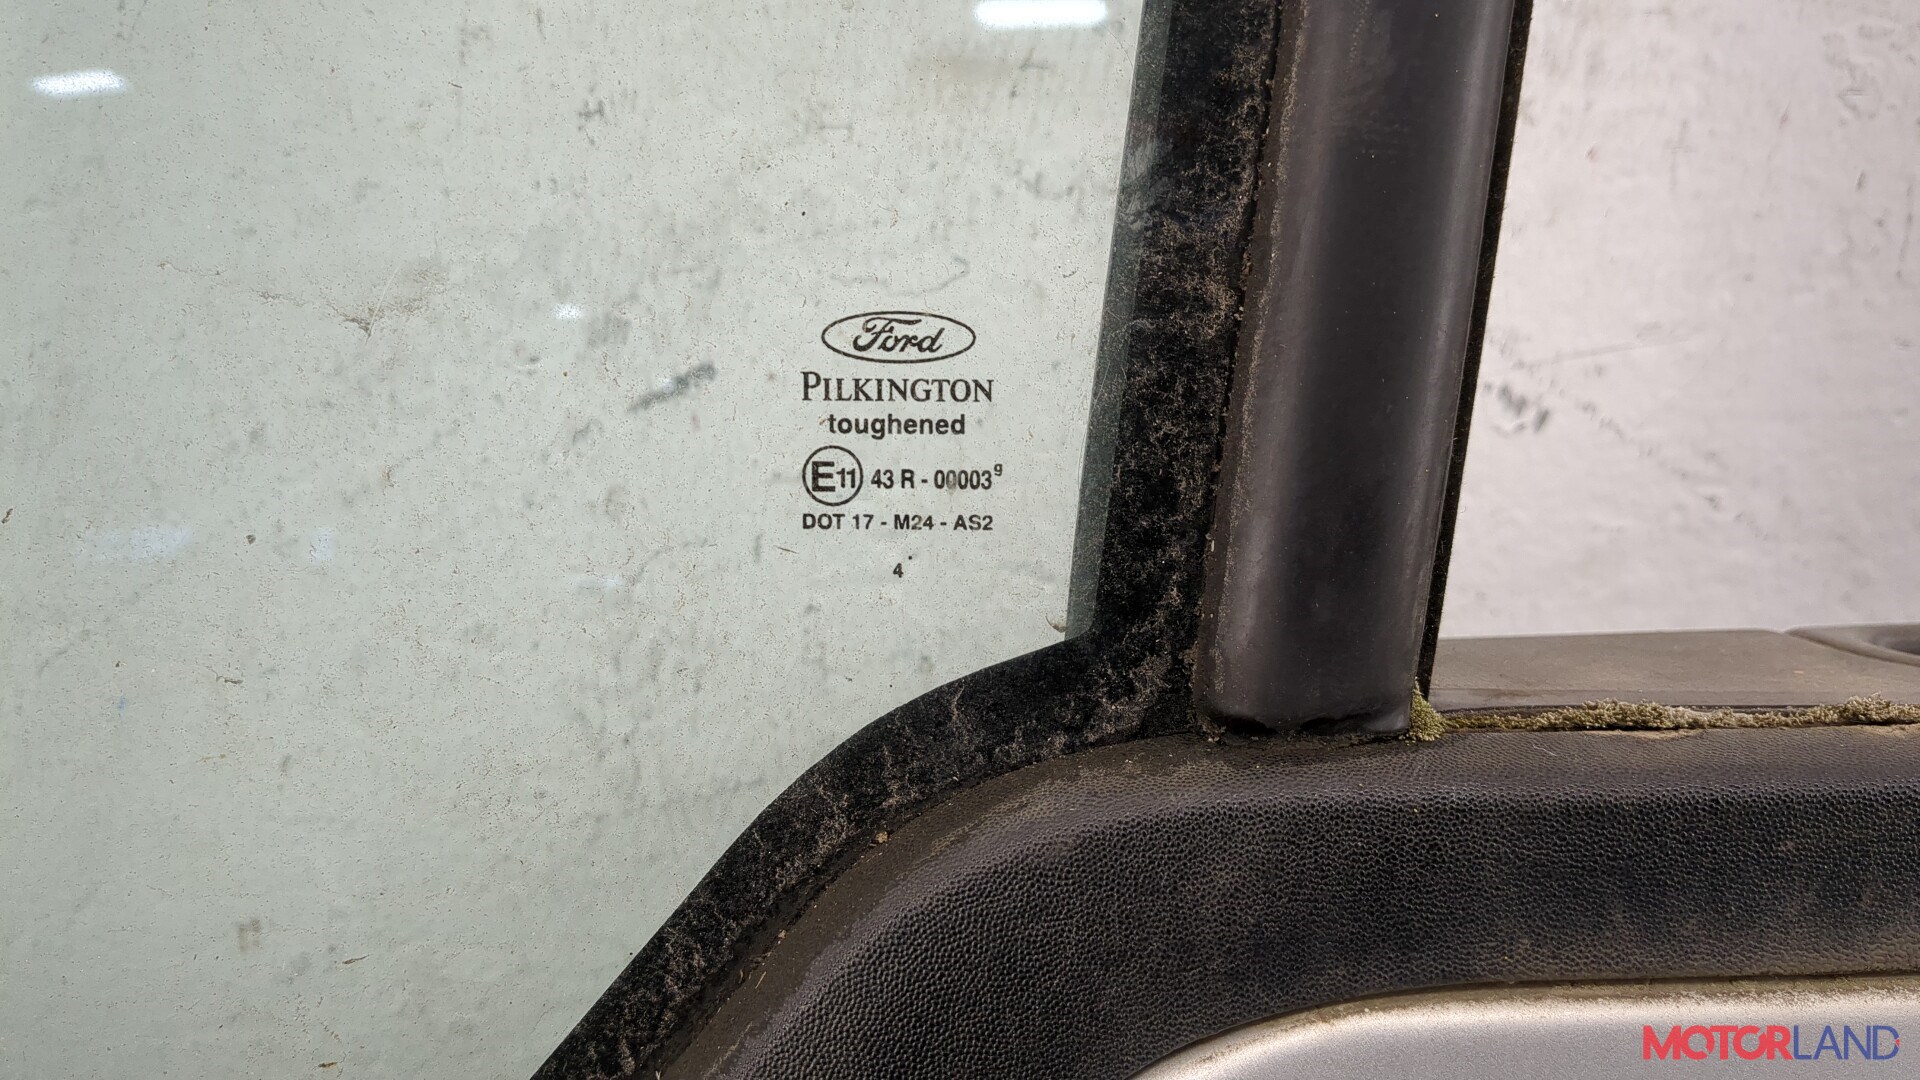 Ford
PILKINGTON
toughened
E11 43 R - 00003⁹
DOT 17 - M24 - AS2
4
MOTORLAND